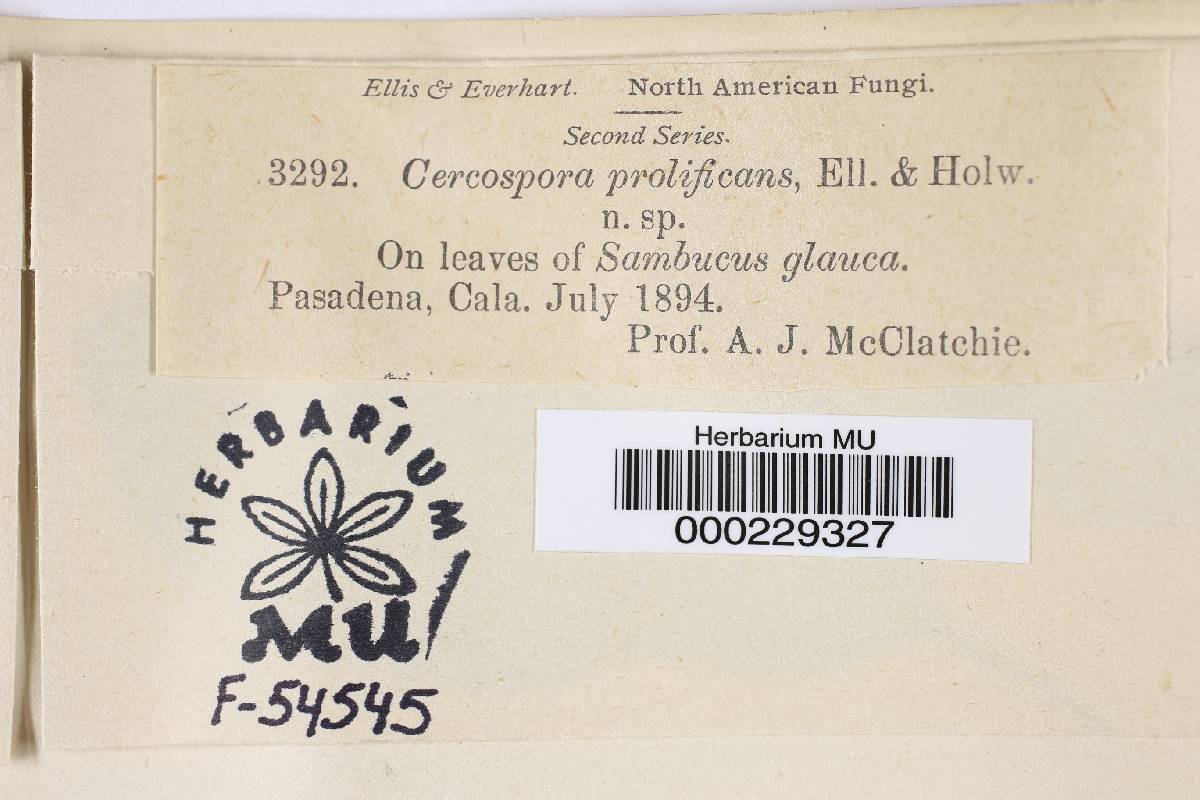 Ellis & Everhart. North American Fungi.
Second Series.
3292. Cercospora prolificans, Ell. & Holw.
n. sp.
On leaves of Sambucus glauca.
Pasadena, Cala. July 1894.
Prof. A. J. McClatchie.
HERBARIUM
MU
F-54545
Herbarium MU
000229327